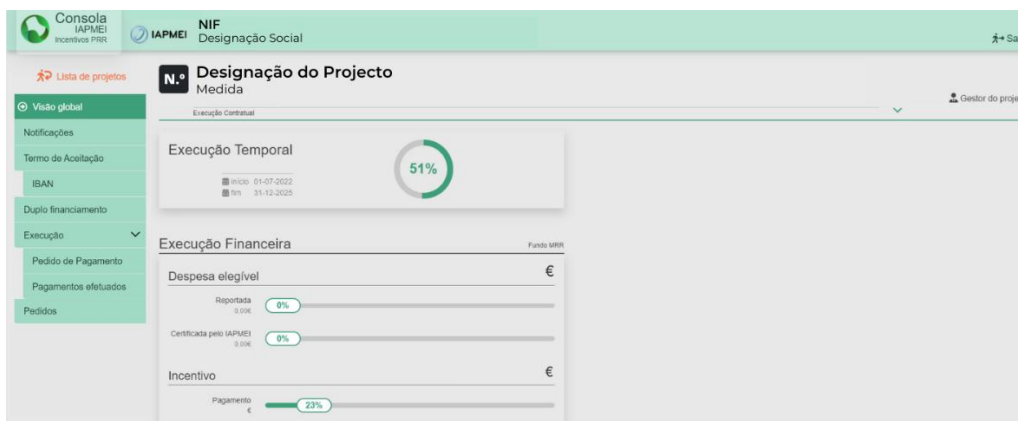 Consola
IAPMEI
Incentivos PRR
IAPMEI
NIF
Designação Social
Sa
Lista de projetos
Visão global
Notificações
Termo de Aceitação
IBAN
Duplo financiamento
Execução
Pedido de Pagamento
Pagamentos efetuados
Pedidos
N.º
Designação do Projecto
Medida
Gestor do proje
Execução Contratual
Execução Temporal
início 01-07-2022
fim 31-12-2025
51%
Execução Financeira
Fundo MRR
Despesa elegível €
Reportada
0,00€
0%
Certificada pelo IAPMEI
0,00€
0%
Incentivo €
Pagamento
€
23%